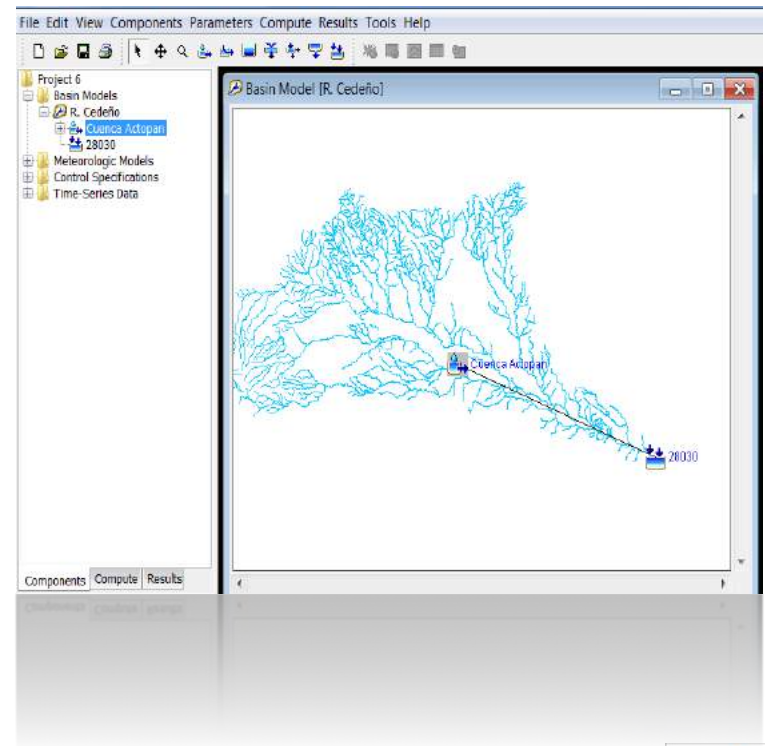 File Edit View Components Parameters Compute Results Tools Help
Project 6
Basin Models
R. Cedeño
Cuenca Actopan
28030
Meteorologic Models
Control Specifications
Time-Series Data
Components Compute Results
Basin Model [R. Cedeño]
Cuenca Actopan
28030